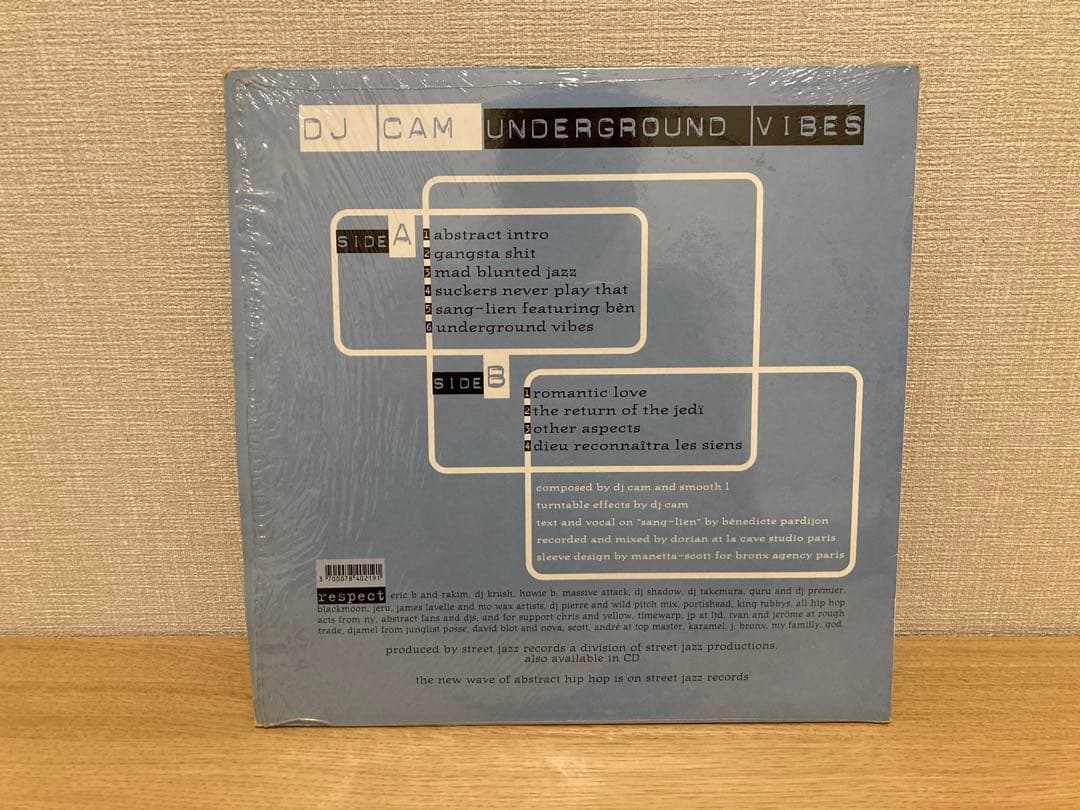 DJ CAM UNDERGROUND VIBES
SIDE A
1 abstract intro
2 gangsta shit
3 mad blunted jazz
4 suckers never play that
5 sang-lien featuring bèn
6 underground vibes
SIDE B
1 romantic love
2 the return of the jedï
3 other aspects
4 dieu reconnaîtra les siens
composed by dj cam and smooth l
turntable effects by dj cam
text and vocal on "sang-lien" by bènedicte pardijon
recorded and mixed by dorian at la cave studio paris
sleeve design by manetta-scott for bronx agency paris
3 700078 402191
respect eric b and rakim, dj krush, howie b, massive attack, dj shadow, dj takemura, guru and dj premier,
blackmoon, jeru, james lavelle and mo wax artists, dj pierre and wild pitch mix, portishead, king tubbys, all hip hop
acts from ny, abstract fans and djs, and for support chris and yellow, timewarp, jp at ltd, ivan and jerôme at rough
trade, djamel from junglist posse, david blot and nova, scott, andré at top master, karamel, j, bronx, my familly, god.
produced by street jazz records a division of street jazz productions.
also available in CD
the new wave of abstract hip hop is on street jazz records